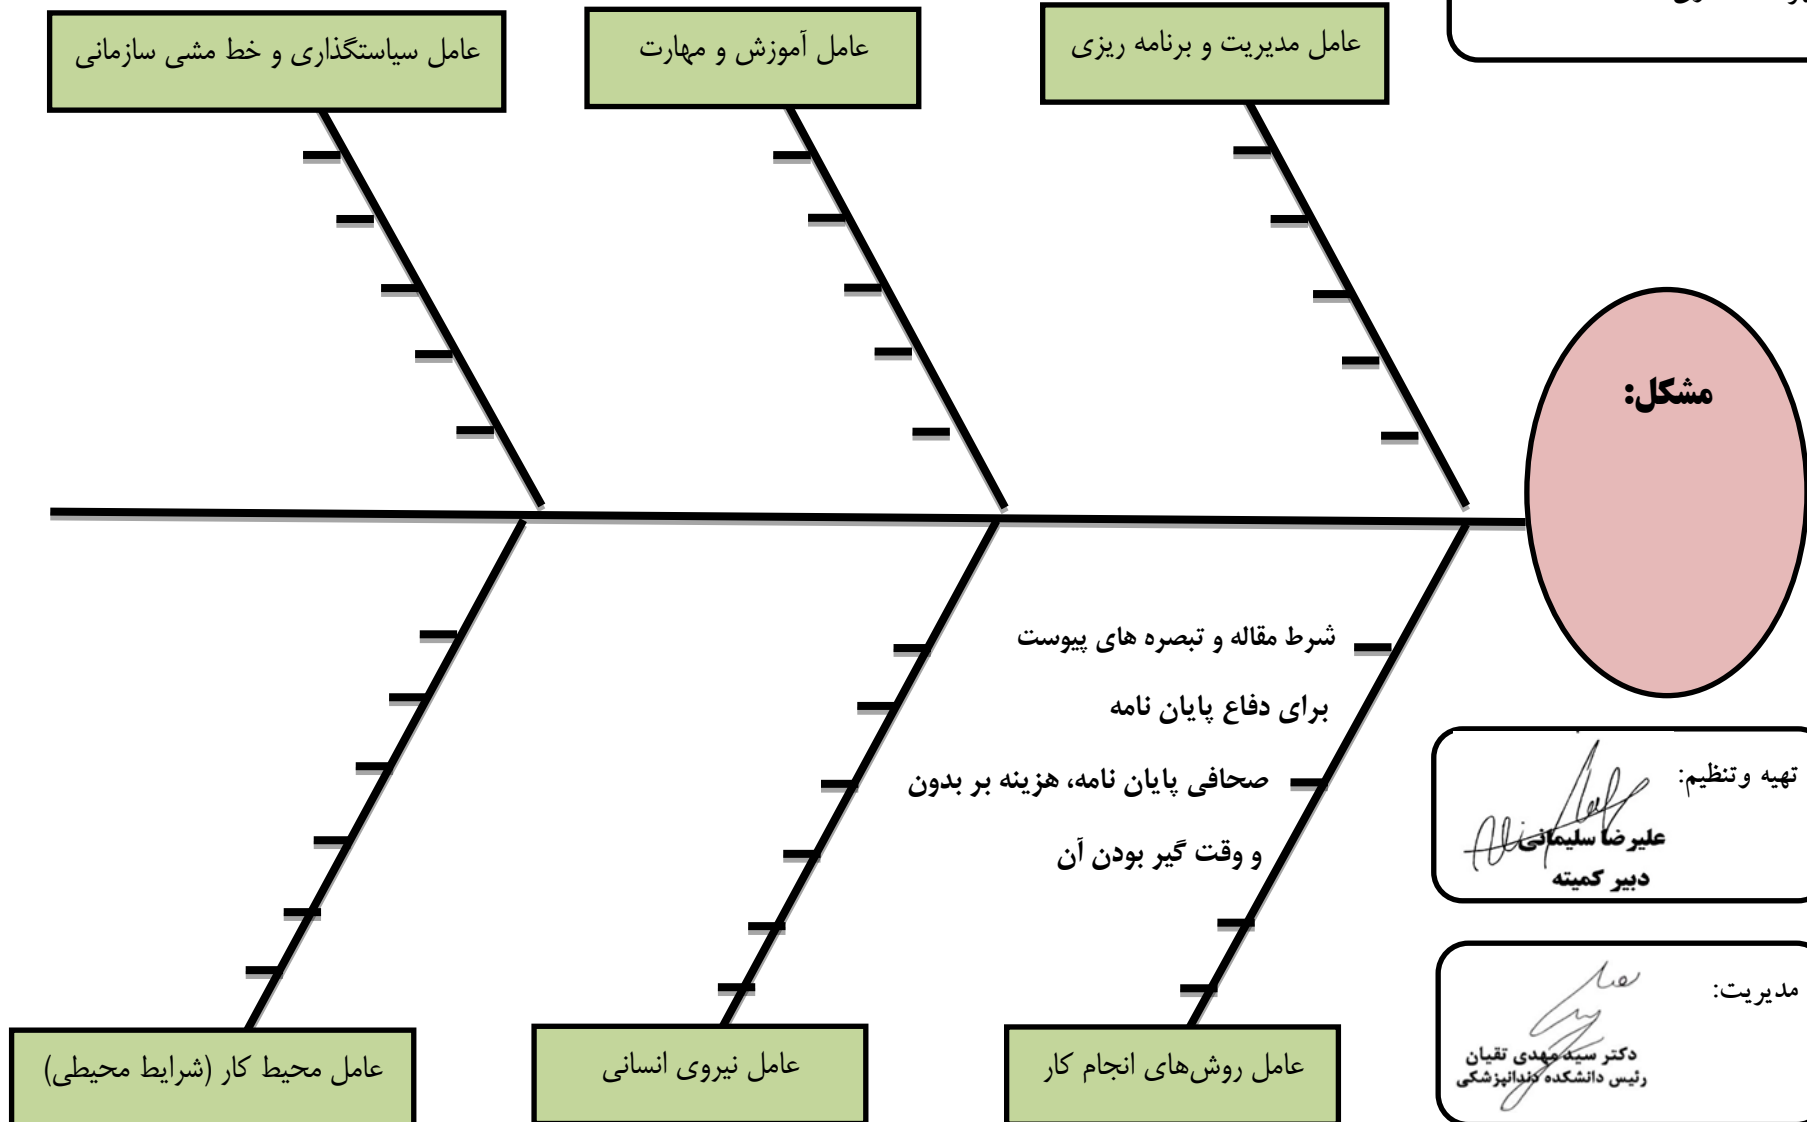 عامل مدیریت و برنامه ریزی
عامل آموزش و مهارت
عامل سیاستگذاری و خط مشی سازمانی
مشکل:
شرط مقاله و تبصره های پیوست
برای دفاع پایان نامه
صحافی پایان نامه، هزینه بر بدون
و وقت گیر بودن آن
تهیه وتنظیم:
علیرضا سلیمانی
دبیر کمیته
مدیریت:
دکتر سید مهدی تقیان
رئیس دانشکده دندانپزشکی
عامل روش‌های انجام کار
عامل نیروی انسانی
عامل محیط کار (شرایط محیطی)